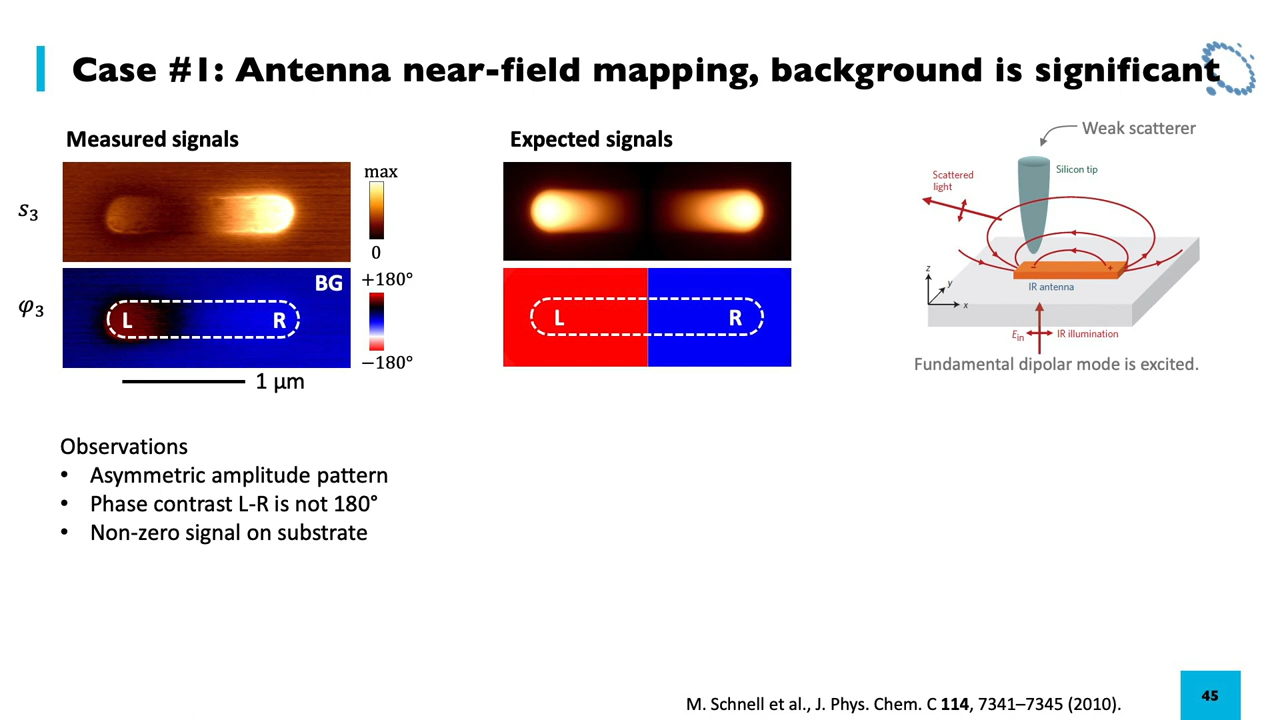 Case #1: Antenna near-field mapping, background is significant
Measured signals
s₃
max
0
φ₃
BG
L
R
+180°
−180°
1 µm
Expected signals
L
R
Weak scatterer
Silicon tip
Scattered
light
− +
IR antenna
z
y
x
E_in
IR illumination
Fundamental dipolar mode is excited.
Observations
• Asymmetric amplitude pattern
• Phase contrast L-R is not 180°
• Non-zero signal on substrate
M. Schnell et al., J. Phys. Chem. C 114, 7341–7345 (2010).
45